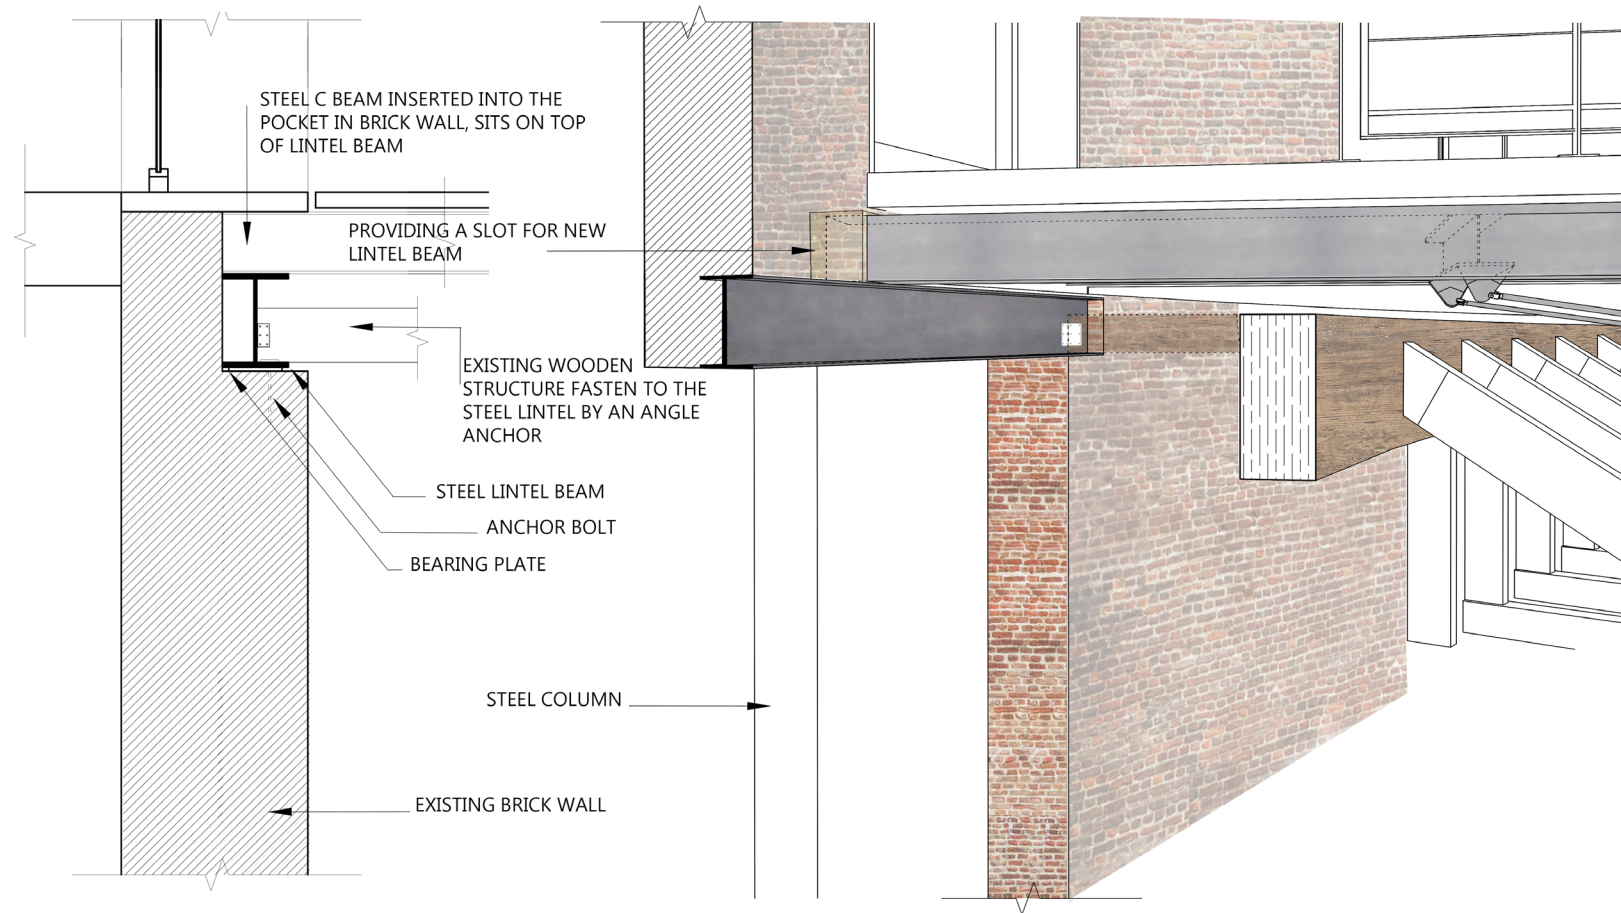 STEEL C BEAM INSERTED INTO THE
POCKET IN BRICK WALL, SITS ON TOP
OF LINTEL BEAM
PROVIDING A SLOT FOR NEW
LINTEL BEAM
EXISTING WOODEN
STRUCTURE FASTEN TO THE
STEEL LINTEL BY AN ANGLE
ANCHOR
STEEL LINTEL BEAM
ANCHOR BOLT
BEARING PLATE
STEEL COLUMN
EXISTING BRICK WALL